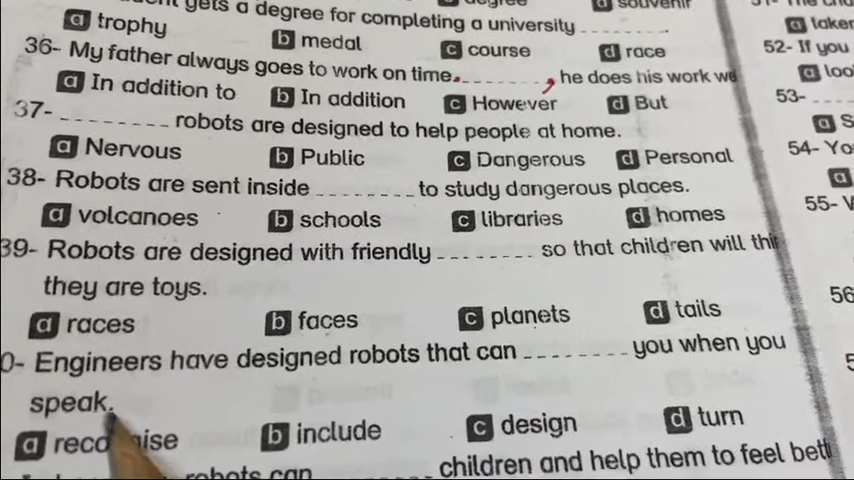 gets a degree for completing a university _ _ _ _ _ _ _ _.
a trophy b medal c course d race
36- My father always goes to work on time. _ _ _ _ _ _ _ _, he does his work
a In addition to b In addition c However d But
37- _ _ _ _ _ _ _ _ robots are designed to help people at home.
a Nervous b Public c Dangerous d Personal
38- Robots are sent inside _ _ _ _ _ _ _ _ to study dangerous places.
a volcanoes b schools c libraries d homes
39- Robots are designed with friendly _ _ _ _ _ _ _ _ so that children will
they are toys.
a races b faces c planets d tails
0- Engineers have designed robots that can _ _ _ _ _ _ _ _ you when you
speak.
a b include c design d turn
robots can _ _ _ _ _ _ _ _ children and help them to feel
souvenir
a
52- If you
a
53- _ _ _ _
a S
54-
a
55-
56